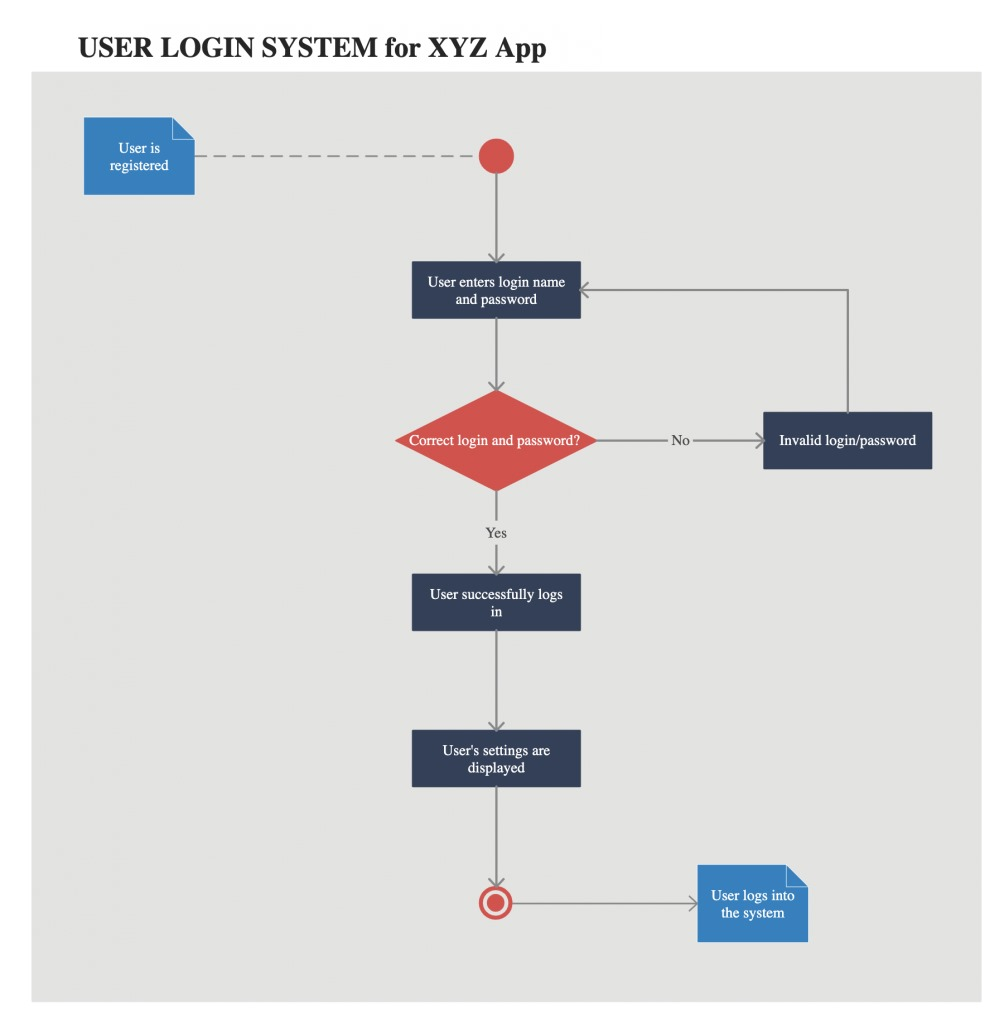 USER LOGIN SYSTEM for XYZ App
User is
registered
User enters login name
and password
Correct login and password?
No
Invalid login/password
Yes
User successfully logs
in
User's settings are
displayed
User logs into
the system